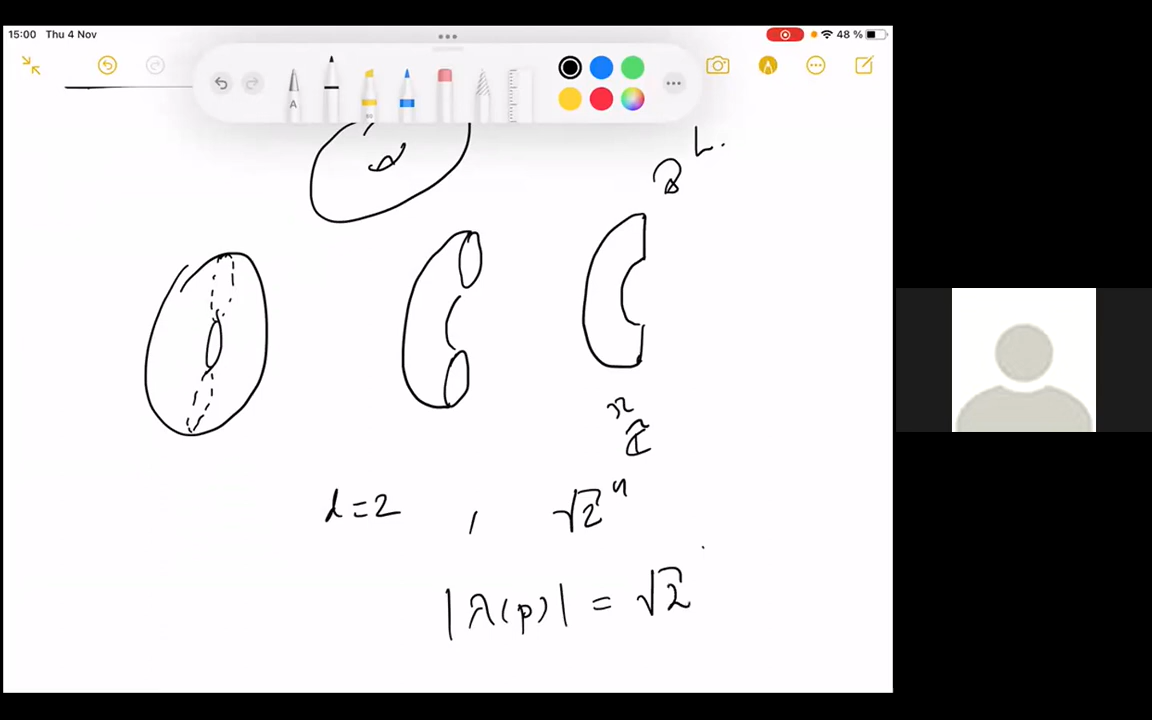 15:00 Thu 4 Nov
48 %
A
d=2 , √2ⁿ
|λ(p)| = √2